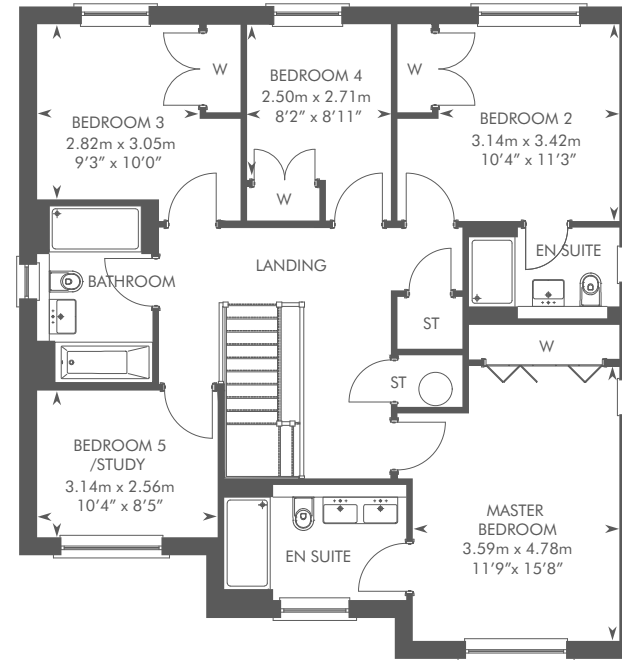 W
BEDROOM 3
2.82m x 3.05m
9’3” x 10’0”
BEDROOM 4
2.50m x 2.71m
8’2” x 8’11”
W
W
BEDROOM 2
3.14m x 3.42m
10’4” x 11’3”
BATHROOM
LANDING
EN SUITE
ST
W
ST
BEDROOM 5
/STUDY
3.14m x 2.56m
10’4” x 8’5”
EN SUITE
MASTER
BEDROOM
3.59m x 4.78m
11’9”x 15’8”